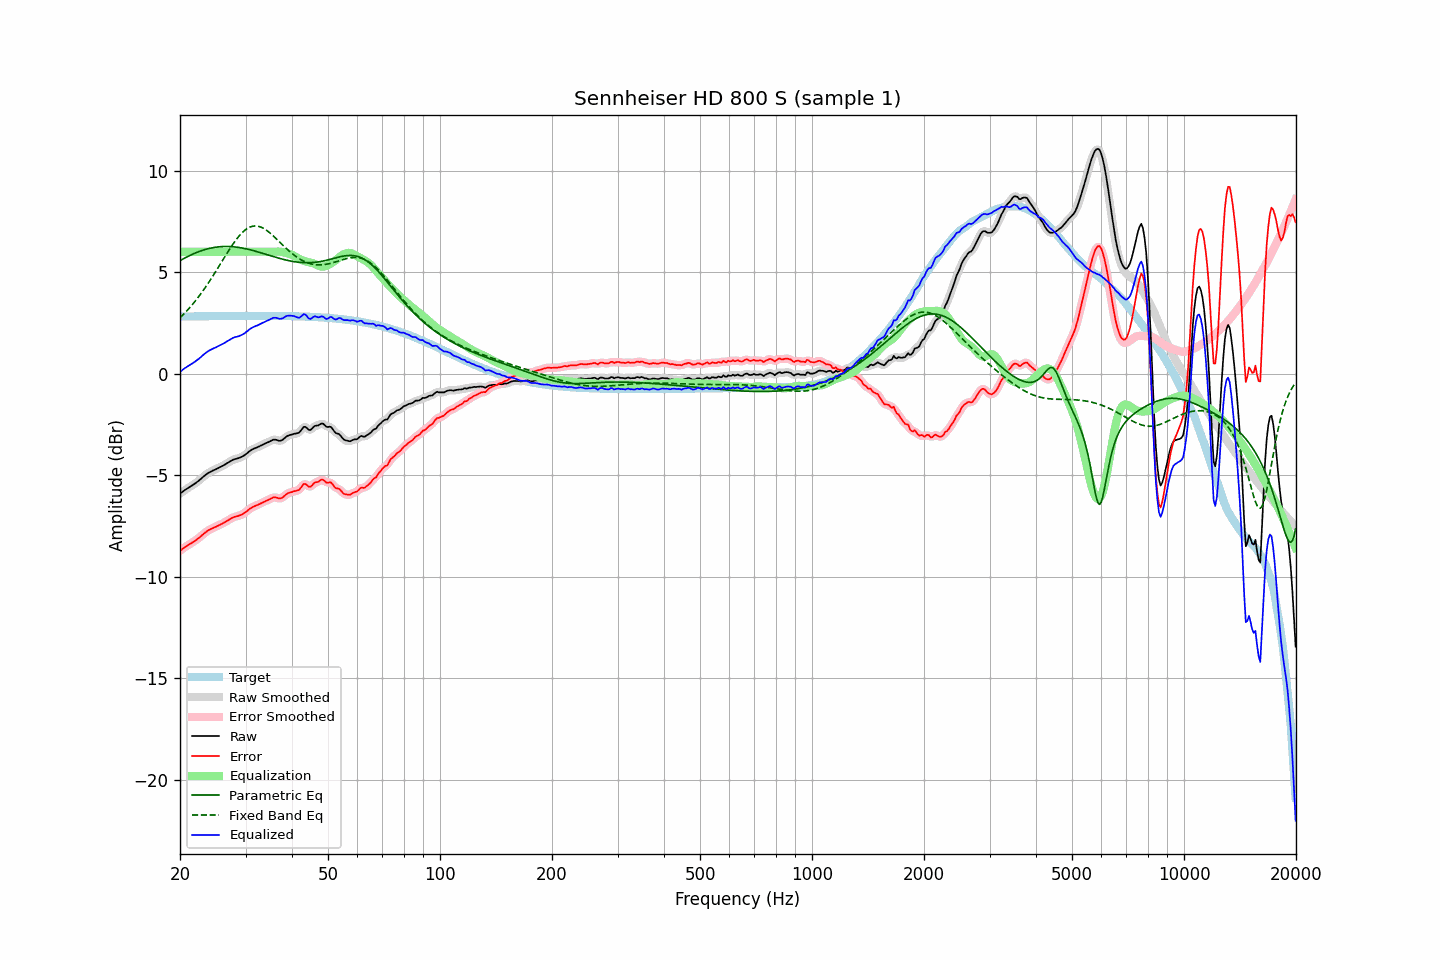 Sennheiser HD 800 S (sample 1)
Amplitude (dBr)
10
5
0
−5
−10
−15
−20
Target
Raw Smoothed
Error Smoothed
Raw
Error
Equalization
Parametric Eq
Fixed Band Eq
Equalized
20 50 100 200 500 1000 2000 5000 10000 20000
Frequency (Hz)